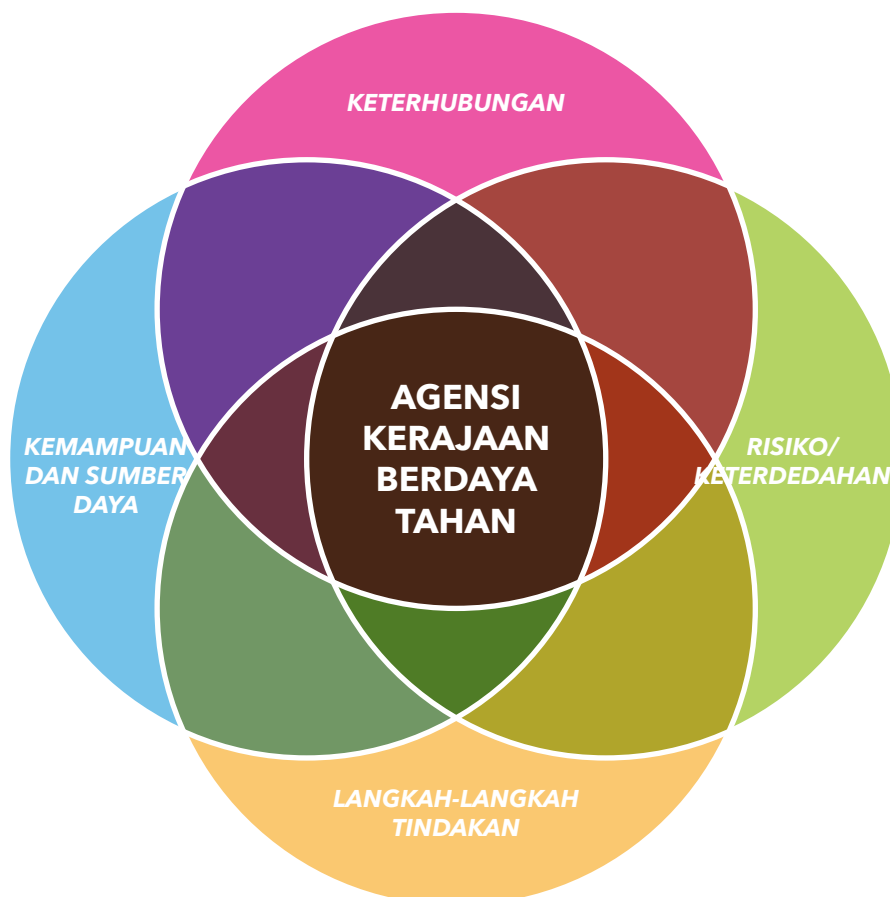 KETERHUBUNGAN
KEMAMPUAN
DAN SUMBER
DAYA
AGENSI
KERAJAAN
BERDAYA
TAHAN
RISIKO/
KETERDEDAHAN
LANGKAH-LANGKAH
TINDAKAN